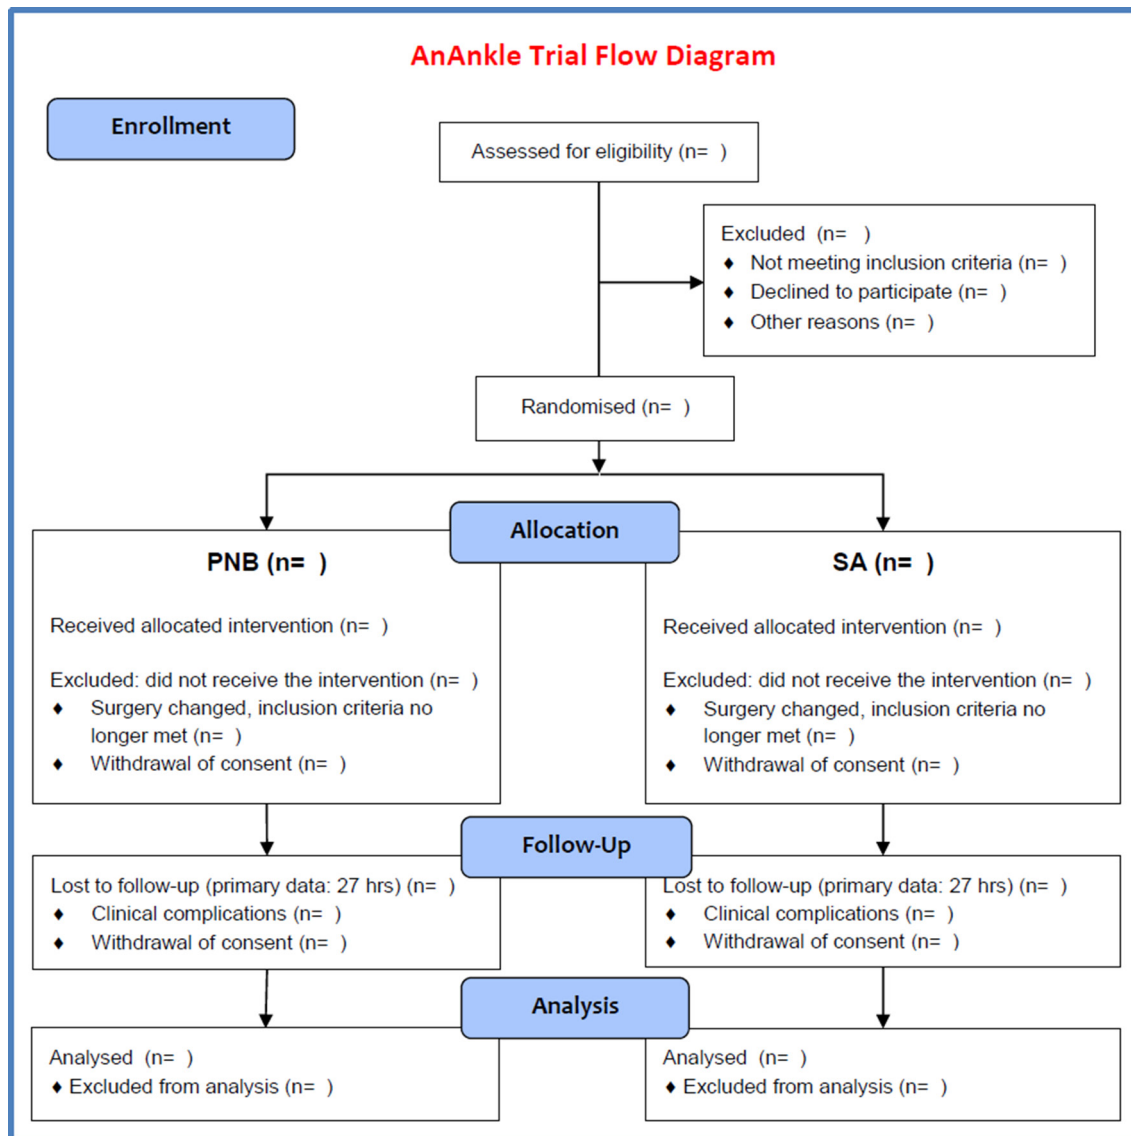 AnAnkle Trial Flow Diagram
Enrollment
Assessed for eligibility (n=  )
Excluded  (n=  )
♦ Not meeting inclusion criteria (n=  )
♦ Declined to participate (n=  )
♦ Other reasons (n=  )
Randomised (n=  )
Allocation
PNB (n=  )
Received allocated intervention (n=  )
Excluded: did not receive the intervention (n=  )
♦ Surgery changed, inclusion criteria no
longer met (n=  )
♦ Withdrawal of consent (n=  )
SA (n=  )
Received allocated intervention (n=  )
Excluded: did not receive the intervention (n=  )
♦ Surgery changed, inclusion criteria no
longer met (n=  )
♦ Withdrawal of consent (n=  )
Follow-Up
Lost to follow-up (primary data: 27 hrs) (n=  )
♦ Clinical complications (n=  )
♦ Withdrawal of consent (n=  )
Lost to follow-up (primary data: 27 hrs) (n=  )
♦ Clinical complications (n=  )
♦ Withdrawal of consent (n=  )
Analysis
Analysed  (n=  )
♦ Excluded from analysis (n=  )
Analysed  (n=  )
♦ Excluded from analysis (n=  )